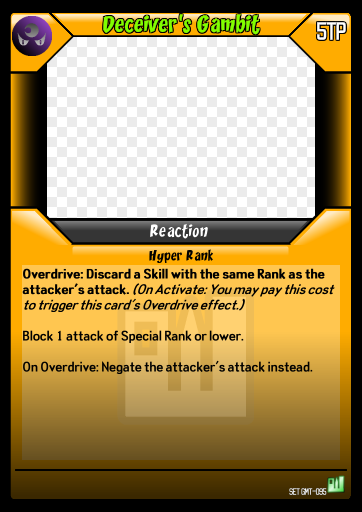 Deceiver's Gambit
5TP
Reaction
Hyper Rank
Overdrive: Discard a Skill with the same Rank as the
attacker's attack. (On Activate: You may pay this cost
to trigger this card's Overdrive effect.)
Block 1 attack of Special Rank or lower.
On Overdrive: Negate the attacker's attack instead.
SET GMT-095